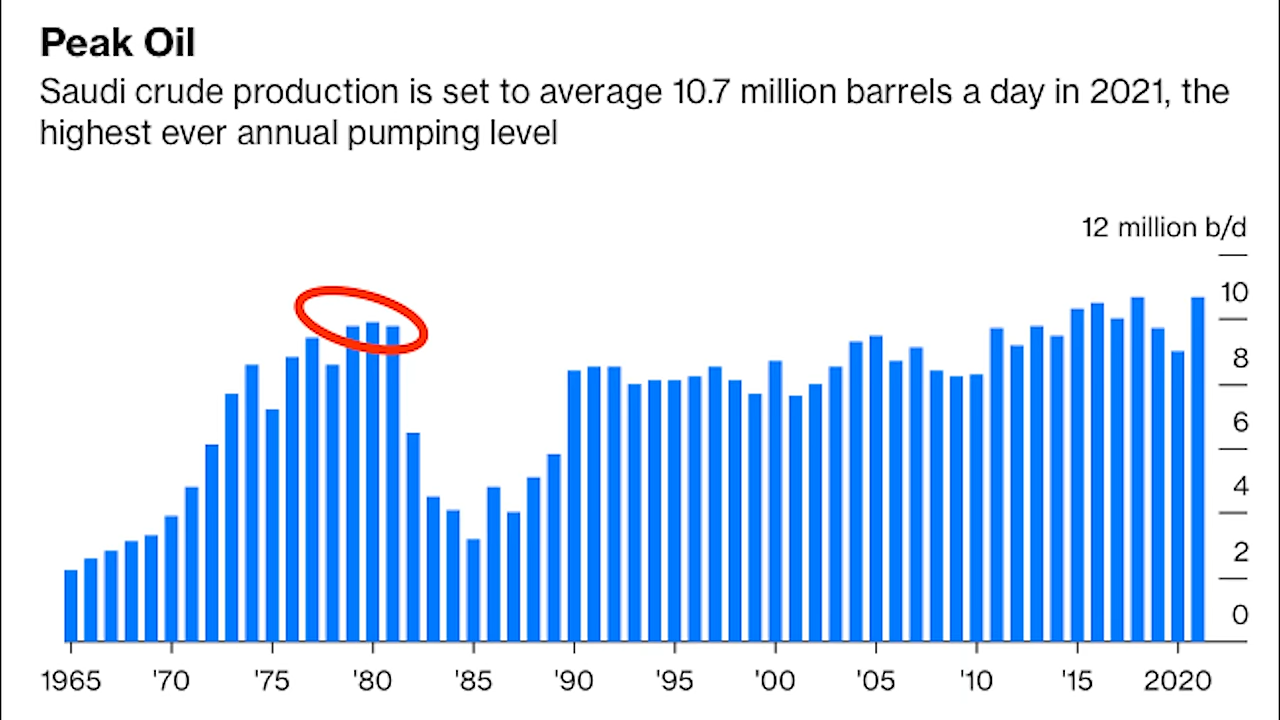 Peak Oil
Saudi crude production is set to average 10.7 million barrels a day in 2021, the
highest ever annual pumping level
12 million b/d
10
8
6
4
2
0
1965 '70 '75 '80 '85 '90 '95 '00 '05 '10 '15 2020